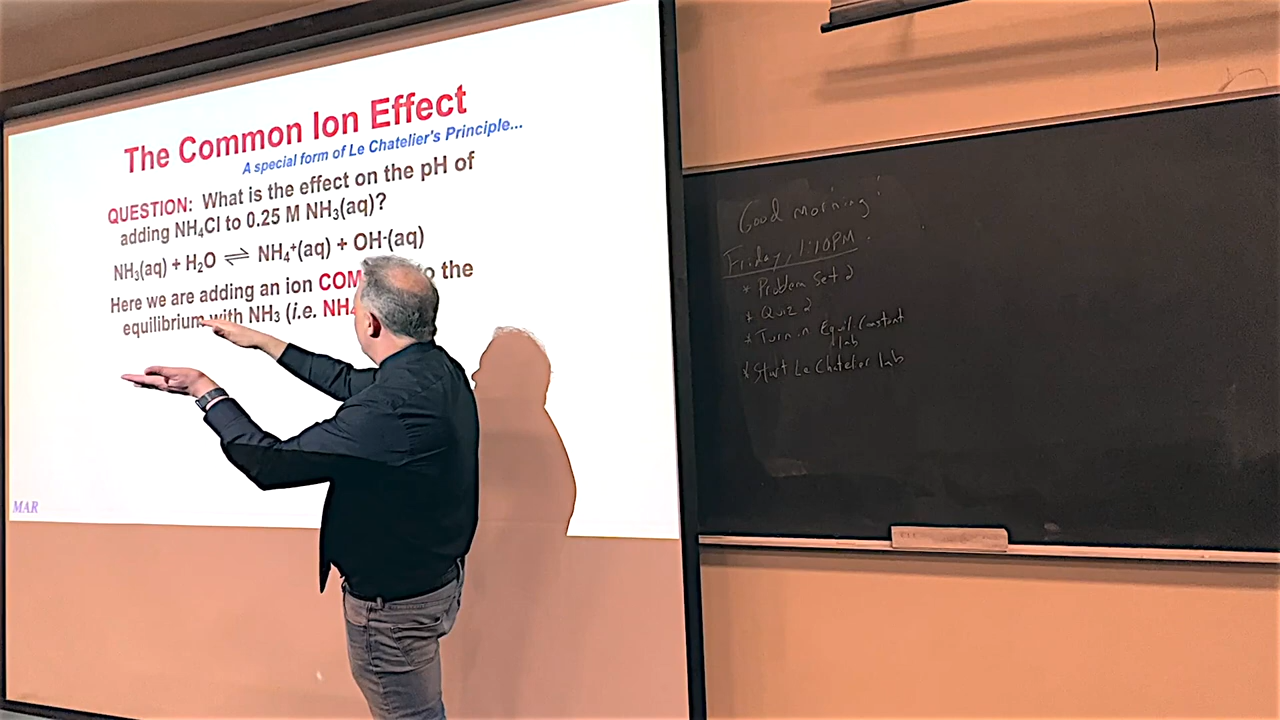 The Common Ion Effect
A special form of Le Chatelier's Principle...
QUESTION: What is the effect on the pH of
adding NH₄Cl to 0.25 M NH₃(aq)?
NH₃(aq) + H₂O ⇌ NH₄⁺(aq) + OH⁻(aq)
Here we are adding an ion COM to the
equilibrium with NH₃ (i.e. NH₄
MAR
Good morning!
Friday, 1:10PM
* Problem Set 2
* Quiz 2
* Turn in Equil Constant
lab
* Start Le Chatelier lab